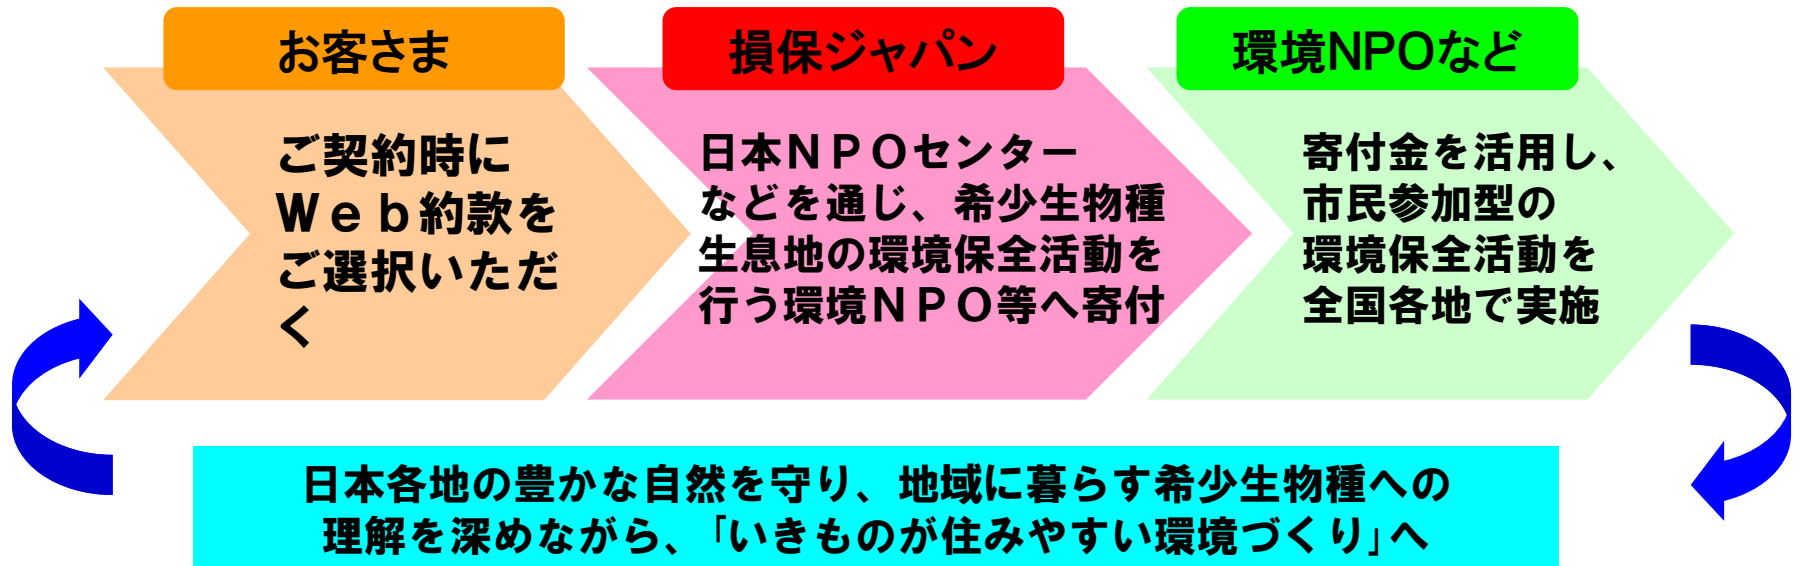 お客さま
ご契約時に
Ｗｅｂ約款を
ご選択いただ
く
損保ジャパン
日本ＮＰＯセンター
などを通じ、希少生物種
生息地の環境保全活動を
行う環境ＮＰＯ等へ寄付
環境NPOなど
寄付金を活用し、
市民参加型の
環境保全活動を
全国各地で実施
日本各地の豊かな自然を守り、地域に暮らす希少生物種への
理解を深めながら、「いきものが住みやすい環境づくり」へ